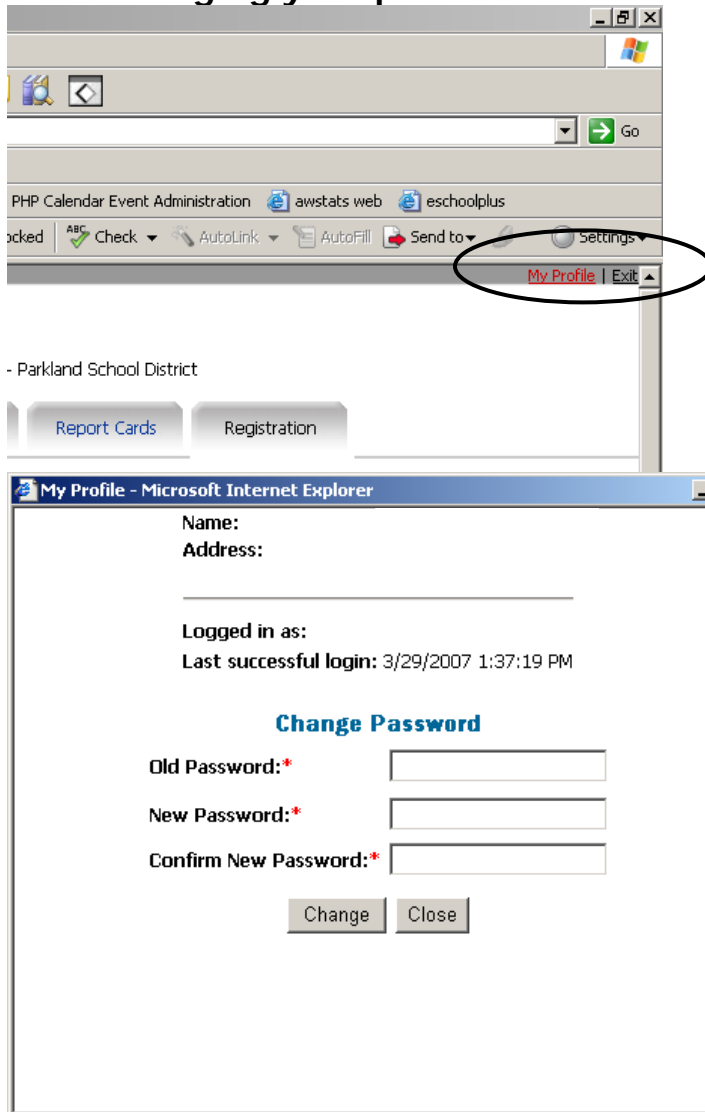 Go
PHP Calendar Event Administration awstats web eschoolplus
ocked ABC Check AutoLink AutoFill Send to Settings
My Profile | Exit
- Parkland School District
Report Cards Registration
My Profile - Microsoft Internet Explorer
Name:
Address:
Logged in as:
Last successful login: 3/29/2007 1:37:19 PM
Change Password
Old Password:*
New Password:*
Confirm New Password:*
Change Close